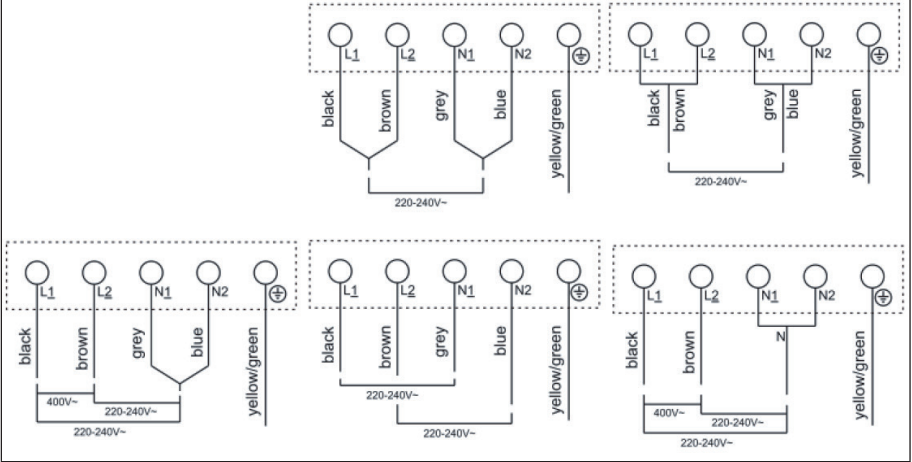 L1 L2 N1 N2
black brown grey blue yellow/green
220-240V~
L1 L2 N1 N2
black brown grey blue yellow/green
220-240V~
L1 L2 N1 N2
black brown grey blue yellow/green
400V~
220-240V~
220-240V~
L1 L2 N1 N2
black brown grey blue yellow/green
220-240V~
220-240V~
L1 L2 N1 N2
N
black brown yellow/green
400V~
220-240V~
220-240V~